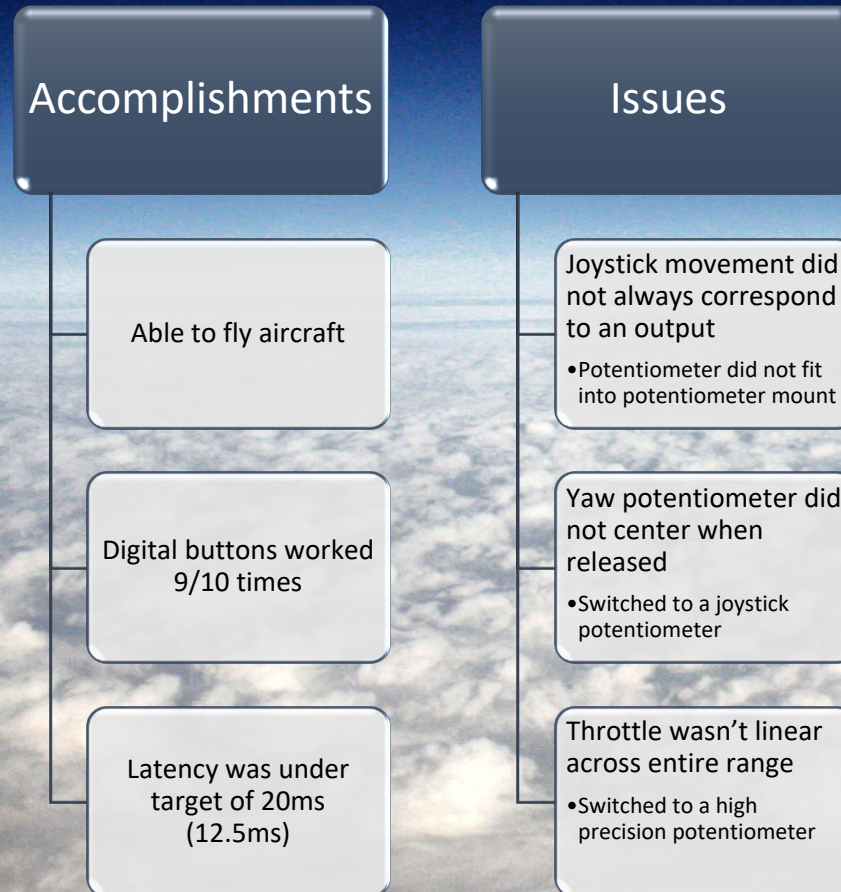 Accomplishments
Able to fly aircraft
Digital buttons worked
9/10 times
Latency was under
target of 20ms
(12.5ms)
Issues
Joystick movement did
not always correspond
to an output
•Potentiometer did not fit
into potentiometer mount
Yaw potentiometer did
not center when
released
•Switched to a joystick
potentiometer
Throttle wasn’t linear
across entire range
•Switched to a high
precision potentiometer